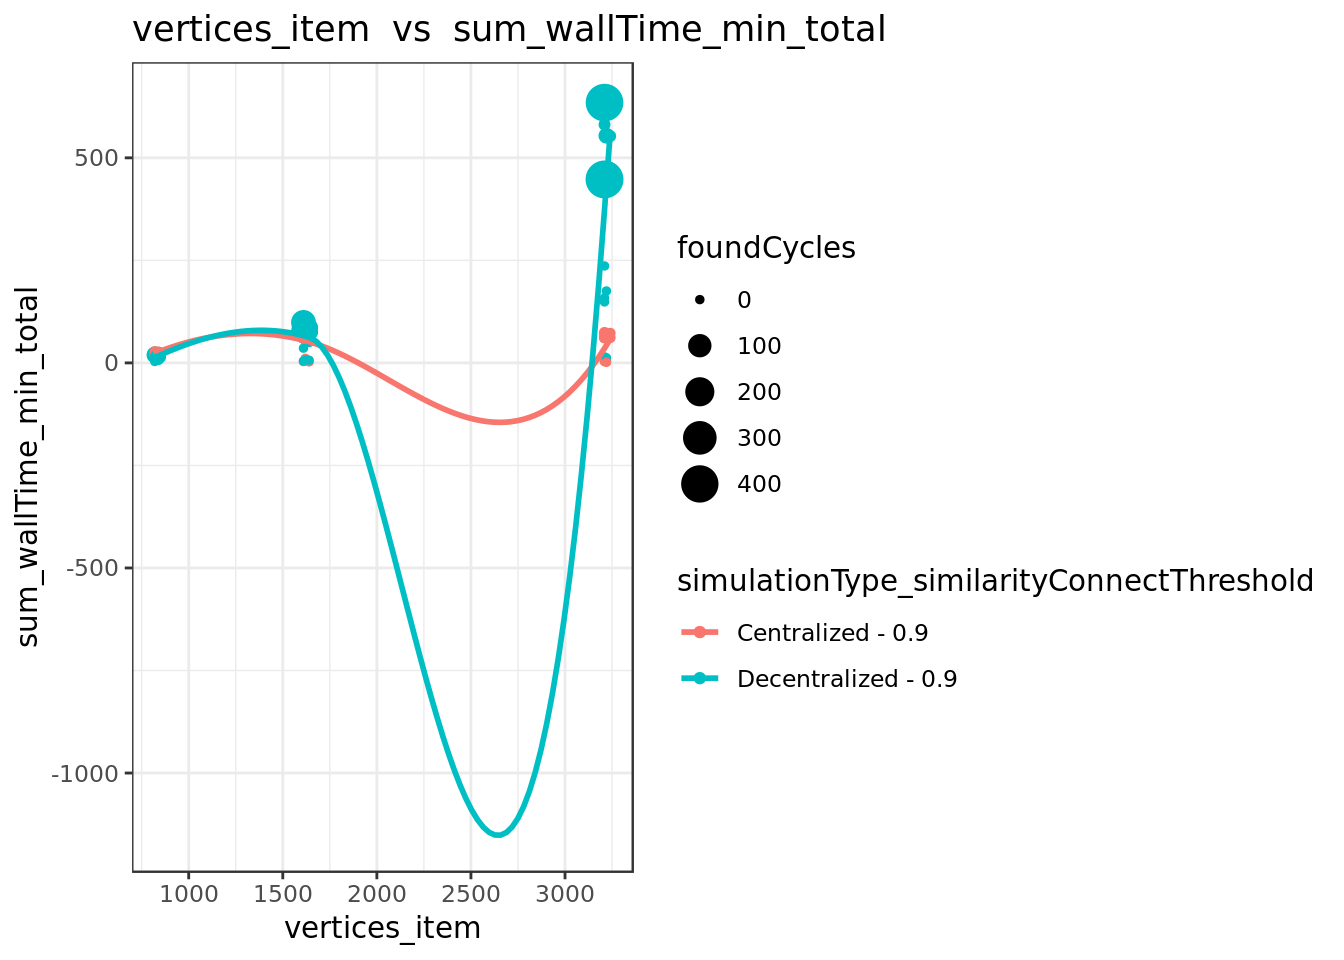 vertices_item vs sum_wallTime_min_total
sum_wallTime_min_total
500
0
-500
-1000
1000 1500 2000 2500 3000
vertices_item
foundCycles
0
100
200
300
400
simulationType_similarityConnectThreshold
Centralized - 0.9
Decentralized - 0.9